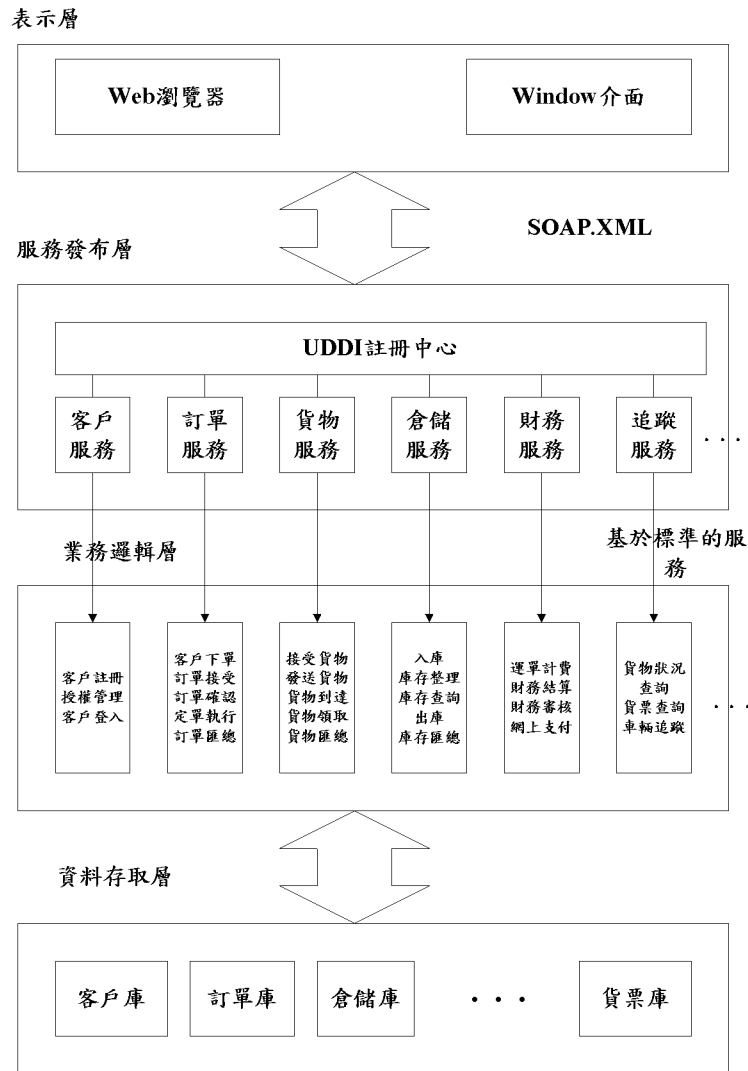 表示層
Web瀏覽器
Window介面
SOAP.XML
服務發布層
UDDI註冊中心
客戶
服務
訂單
服務
貨物
服務
倉儲
服務
財務
服務
追蹤
服務
...
業務邏輯層
基於標準的服
務
客戶註冊
授權管理
客戶登入
客戶下單
訂單接受
訂單確認
定單執行
訂單匯總
接受貨物
發送貨物
貨物到達
貨物領取
貨物匯總
入庫
庫存整理
庫存查詢
出庫
庫存匯總
運單計費
財務結算
財務審核
網上支付
貨物狀況
查詢
貨票查詢
車輛追蹤
...
資料存取層
客戶庫
訂單庫
倉儲庫
...
貨票庫